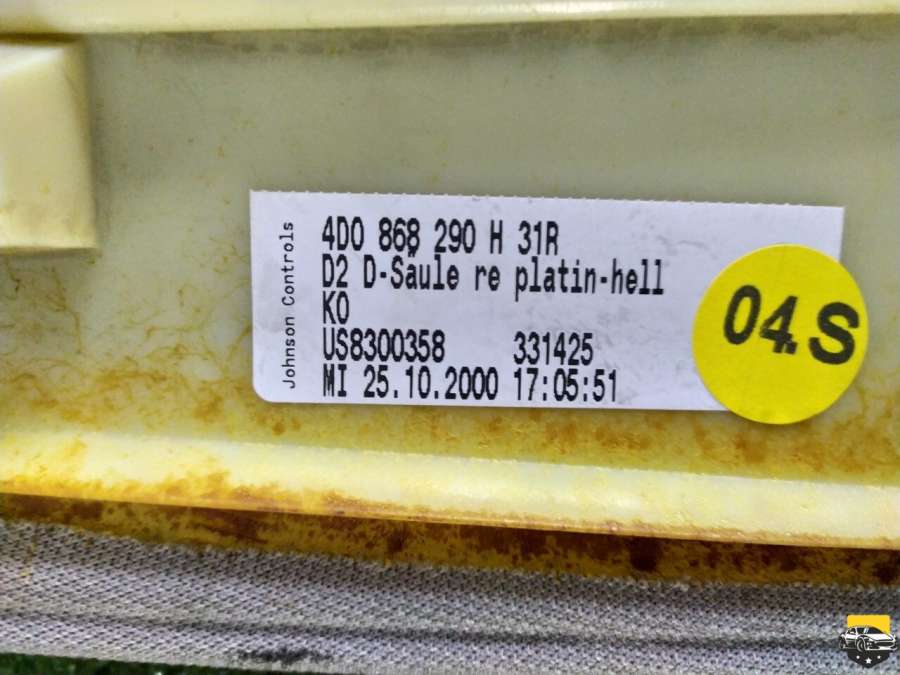 Johnson Controls
4D0 868 290 H 31R
D2 D-Säule re platin-hell
KO
US8300358 331425
MI 25.10.2000 17:05:51
04.S